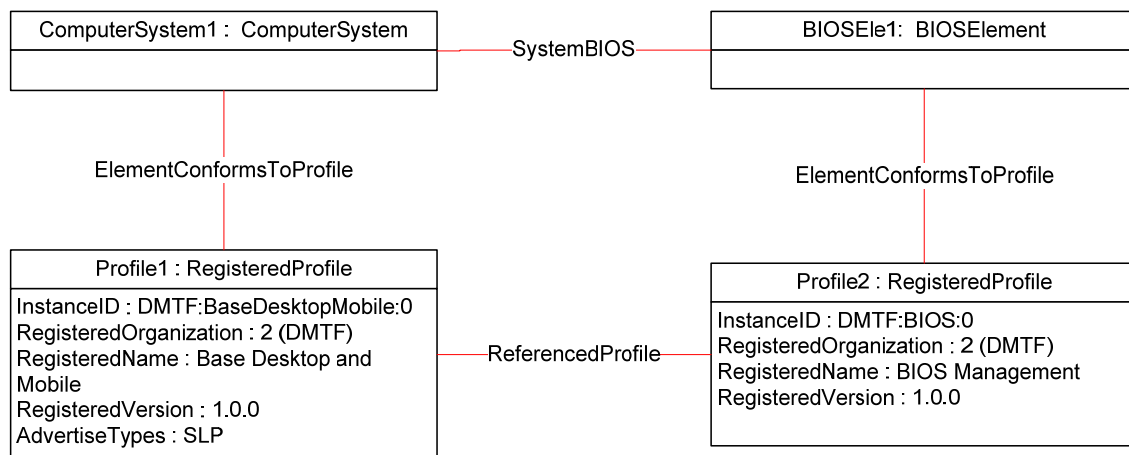 ComputerSystem1 : ComputerSystem
SystemBIOS
BIOSEle1: BIOSElement
ElementConformsToProfile
ElementConformsToProfile
Profile1 : RegisteredProfile
InstanceID : DMTF:BaseDesktopMobile:0
RegisteredOrganization : 2 (DMTF)
RegisteredName : Base Desktop and
Mobile
RegisteredVersion : 1.0.0
AdvertiseTypes : SLP
ReferencedProfile
Profile2 : RegisteredProfile
InstanceID : DMTF:BIOS:0
RegisteredOrganization : 2 (DMTF)
RegisteredName : BIOS Management
RegisteredVersion : 1.0.0